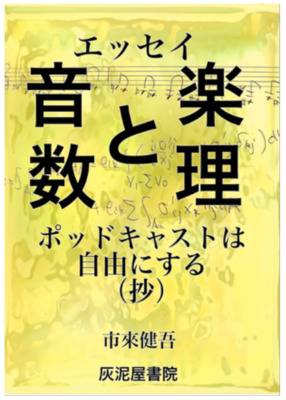 エッセイ
音楽
と
数理
ポッドキャストは
自由にする
（抄）
市來健吾
灰泥屋書院